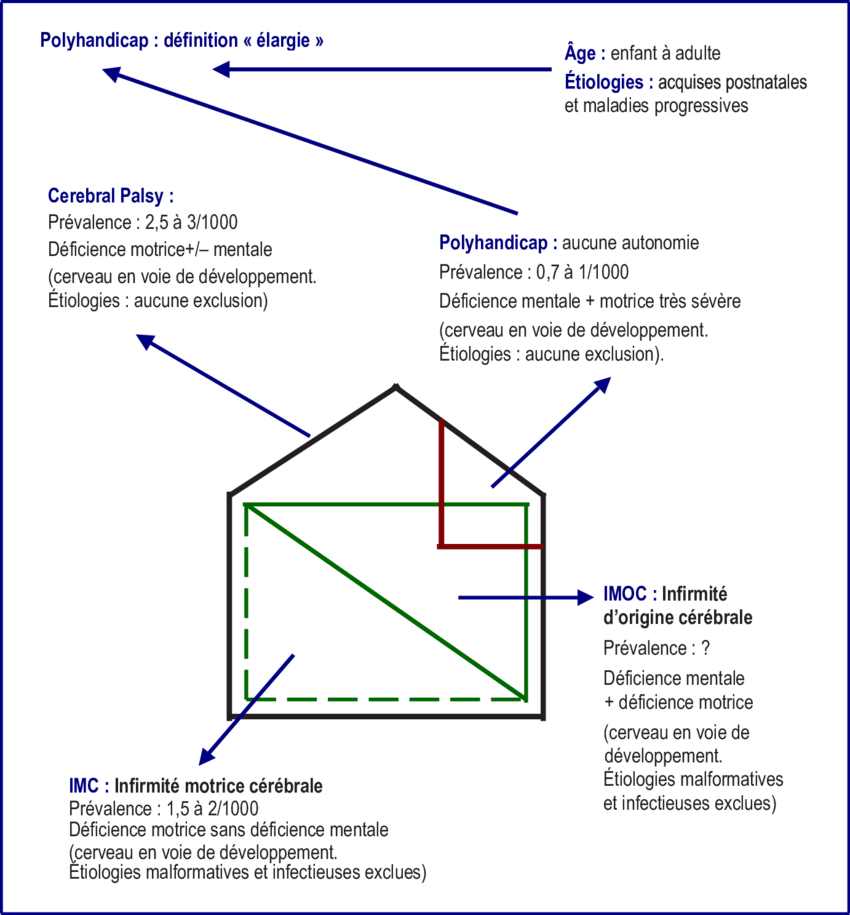 Polyhandicap : définition « élargie »
Âge : enfant à adulte
Étiologies : acquises postnatales
et maladies progressives
Cerebral Palsy :
Prévalence : 2,5 à 3/1000
Déficience motrice+/– mentale
(cerveau en voie de développement.
Étiologies : aucune exclusion)
Polyhandicap : aucune autonomie
Prévalence : 0,7 à 1/1000
Déficience mentale + motrice très sévère
(cerveau en voie de développement.
Étiologies : aucune exclusion).
IMOC : Infirmité
d’origine cérébrale
Prévalence : ?
Déficience mentale
+ déficience motrice
(cerveau en voie de
développement.
Étiologies malformatives
et infectieuses exclues)
IMC : Infirmité motrice cérébrale
Prévalence : 1,5 à 2/1000
Déficience motrice sans déficience mentale
(cerveau en voie de développement.
Étiologies malformatives et infectieuses exclues)